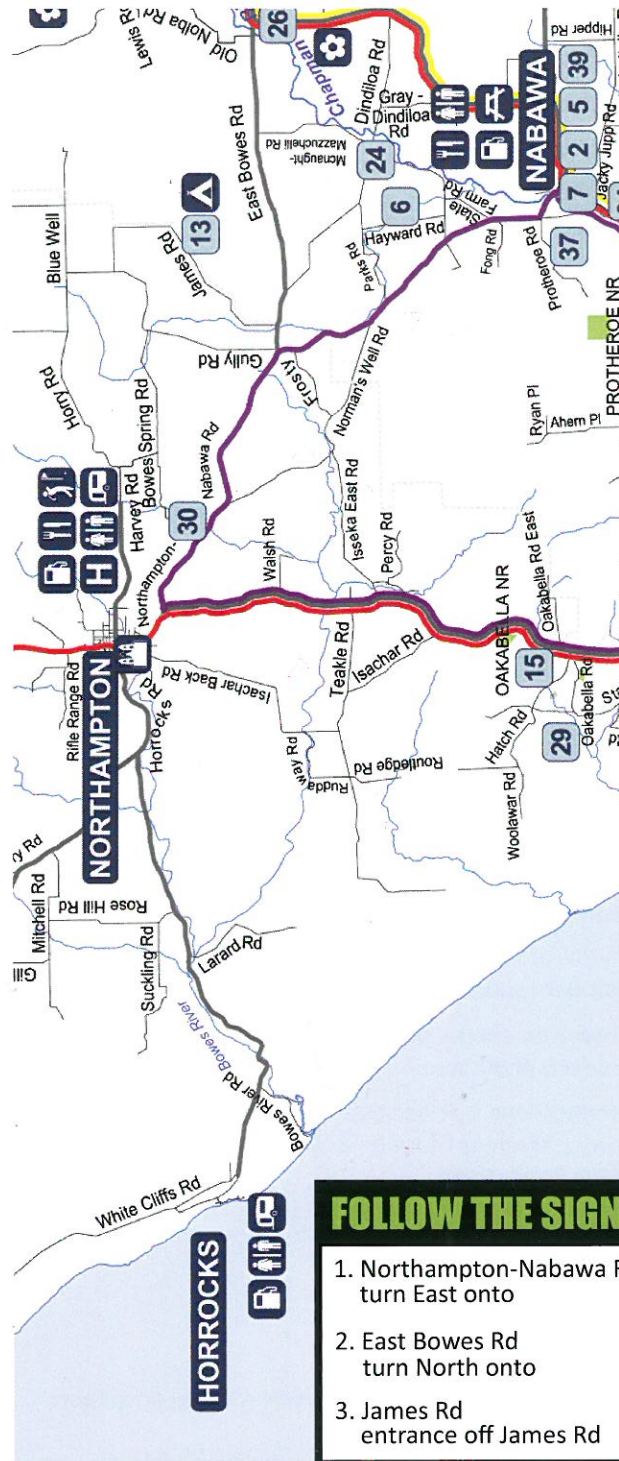 Lewis R
Old Nolba Rd
26
Chapman
Dindiloa Rd
Gray -
Dindiloa
Rd
Mcnaught-
Mazzuchelli Rd
24
Hipper Rd
39
5
2
7
NABAWA
Jacky Jupp Rd
East Bowes Rd
13
James Rd
6
Hayward Rd
State
Farm Rd
Parks Rd
Fong Rd
Protheroe Rd
37
PROTHEROE NR
Blue Well
Horry Rd
Gully Rd
Frosty
Norman's Well Rd
Ryan Pl
Ahern Pl
Bowes Spring Rd
Harvey Rd
H
Northampton-
Nabawa Rd
30
Walsh Rd
Isseka East Rd
Percy Rd
Oakabella Rd East
OAKABELLA NR
15
NORTHAMPTON
Rifle Range Rd
Horrocks Rd
Isachar Back Rd
Teakle Rd
Isachar Rd
Oakabella Rd
Hatch Rd
29
Woolawar Rd
Rudda
way Rd
Routledge Rd
ry Rd
Mitchell Rd
Gill
Rose Hill Rd
Suckling Rd
Larard Rd
Bowes River
Bowes River Rd
White Cliffs Rd
HORROCKS
FOLLOW THE SIGN
1. Northampton-Nabawa R
turn East onto
2. East Bowes Rd
turn North onto
3. James Rd
entrance off James Rd